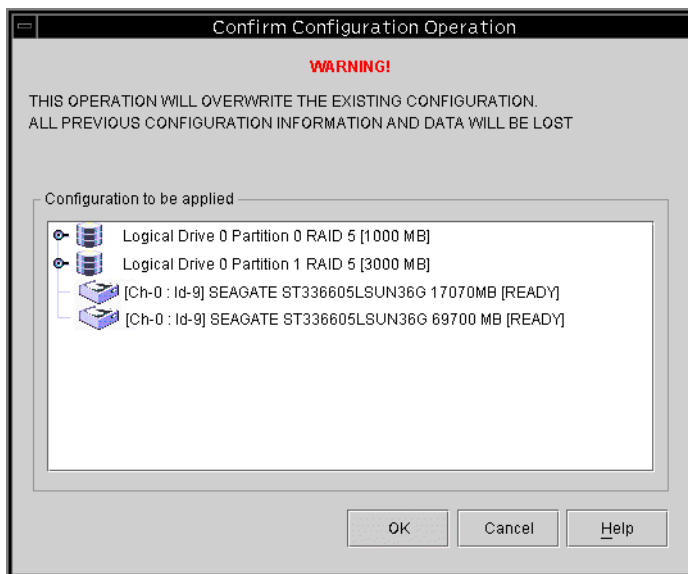 Confirm Configuration Operation
WARNING!
THIS OPERATION WILL OVERWRITE THE EXISTING CONFIGURATION.
ALL PREVIOUS CONFIGURATION INFORMATION AND DATA WILL BE LOST
Configuration to be applied
Logical Drive 0 Partition 0 RAID 5 [1000 MB]
Logical Drive 0 Partition 1 RAID 5 [3000 MB]
[Ch-0 : Id-9] SEAGATE ST336605LSUN36G 17070MB [READY]
[Ch-0 : Id-9] SEAGATE ST336605LSUN36G 69700 MB [READY]
OK Cancel Help